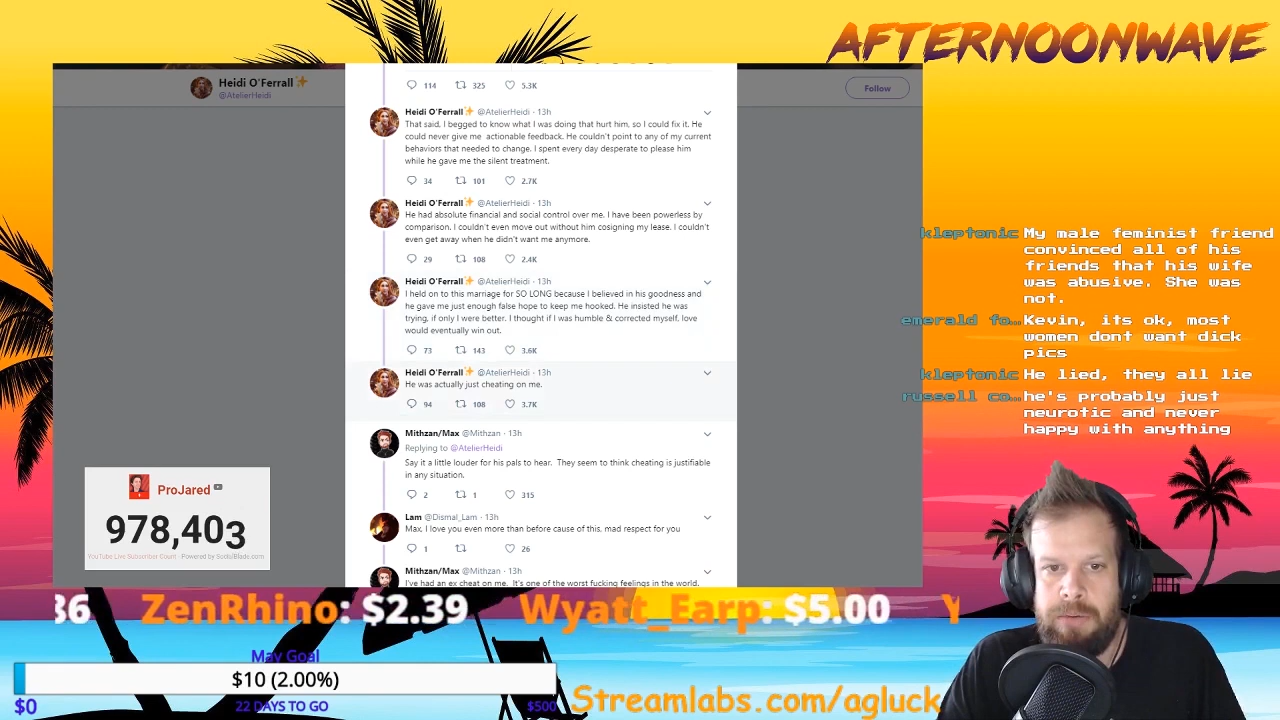 AFTERNOONWAVE
Heidi O'Ferrall
@AtelierHeidi
Follow
114 325 5.3K
Heidi O'Ferrall @AtelierHeidi · 13h
That said, I begged to know what I was doing that hurt him, so I could fix it. He
could never give me actionable feedback. He couldn't point to any of my current
behaviors that needed to change. I spent every day desperate to please him
while he gave me the silent treatment.
34 101 2.7K
Heidi O'Ferrall @AtelierHeidi · 13h
He had absolute financial and social control over me. I have been powerless by
comparison. I couldn't even move out without him cosigning my lease. I couldn't
even get away when he didn't want me anymore.
29 108 2.4K
Heidi O'Ferrall @AtelierHeidi · 13h
I held on to this marriage for SO LONG because I believed in his goodness and
he gave me just enough false hope to keep me hooked. He insisted he was
trying, if only I were better. I thought if I was humble & corrected myself, love
would eventually win out.
73 143 3.6K
Heidi O'Ferrall @AtelierHeidi · 13h
He was actually just cheating on me.
94 108 3.7K
Mithzan/Max @Mithzan · 13h
Replying to @AtelierHeidi
Say it a little louder for his pals to hear. They seem to think cheating is justifiable
in any situation.
2 1 315
Lam @Dismal_Lam · 13h
Max, I love you even more than before cause of this, mad respect for you
1 26
Mithzan/Max @Mithzan · 13h
I've had an ex cheat on me. It's one of the worst fucking feelings in the world.
kleptonic My male feminist friend
convinced all of his
friends that his wife
was abusive. She was
not.
emerald fo… Kevin, its ok, most
women dont want dick
pics
kleptonic He lied, they all lie
russell co… he's probably just
neurotic and never
happy with anything
ProJared
978,403
YouTube Live Subscriber Count - Powered by SocialBlade.com
36 ZenRhino: $2.39 Wyatt_Earp: $5.00
May Goal
$10 (2.00%)
$0 22 DAYS TO GO $500
Streamlabs.com/agluck